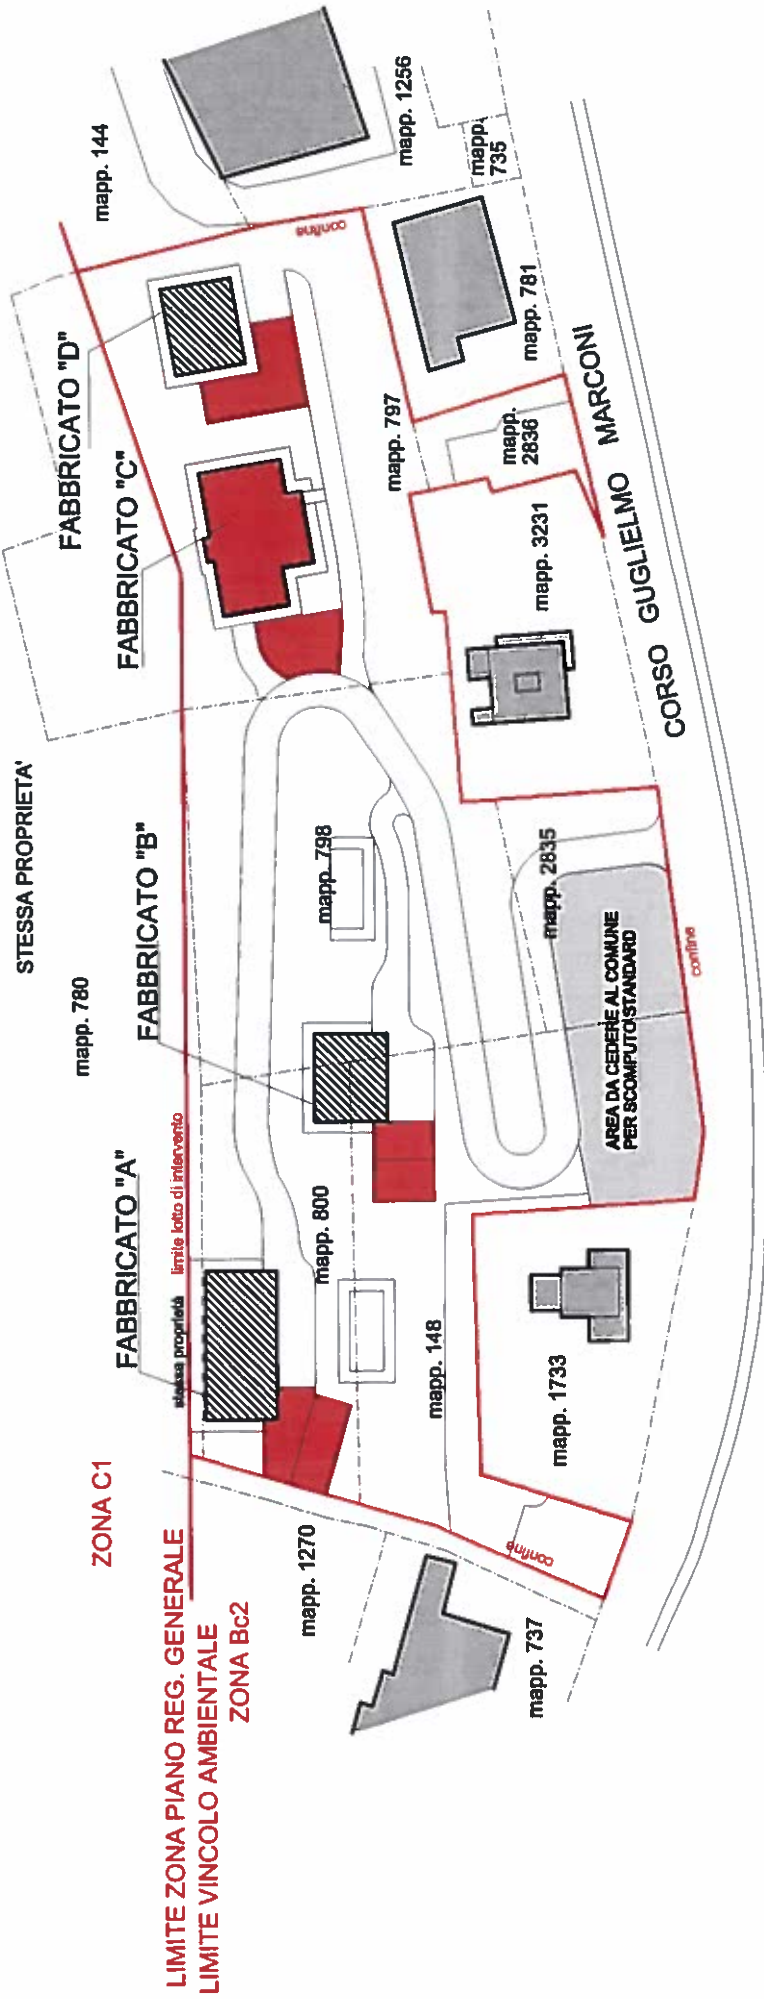 STESSA PROPRIETA'
mapp. 780
ZONA C1
LIMITE ZONA PIANO REG. GENERALE
LIMITE VINCOLO AMBIENTALE
ZONA Bc2
FABBRICATO "A"
FABBRICATO "B"
FABBRICATO "C"
FABBRICATO "D"
stessa proprietà
limite lotto di intervento
mapp. 144
mapp. 1256
mapp.
735
confine
mapp. 781
mapp. 797
mapp.
2836
mapp. 3231
mapp. 798
mapp. 2835
mapp. 800
mapp. 148
mapp. 1733
mapp. 1270
mapp. 737
confine
AREA DA CEDERE AL COMUNE
PER SCOMPUTO STANDARD
confine
CORSO GUGLIELMO MARCONI